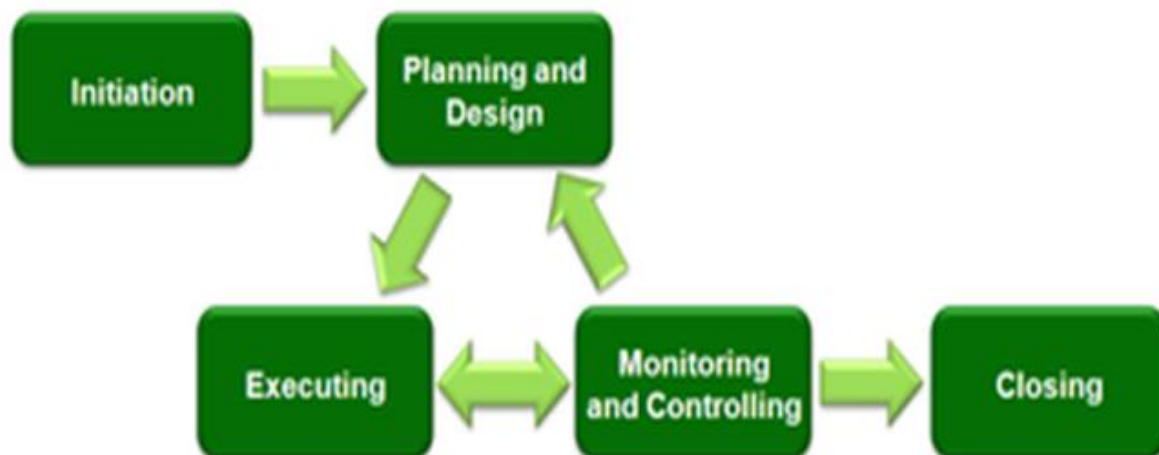 Initiation
Planning and
Design
Executing
Monitoring
and Controlling
Closing